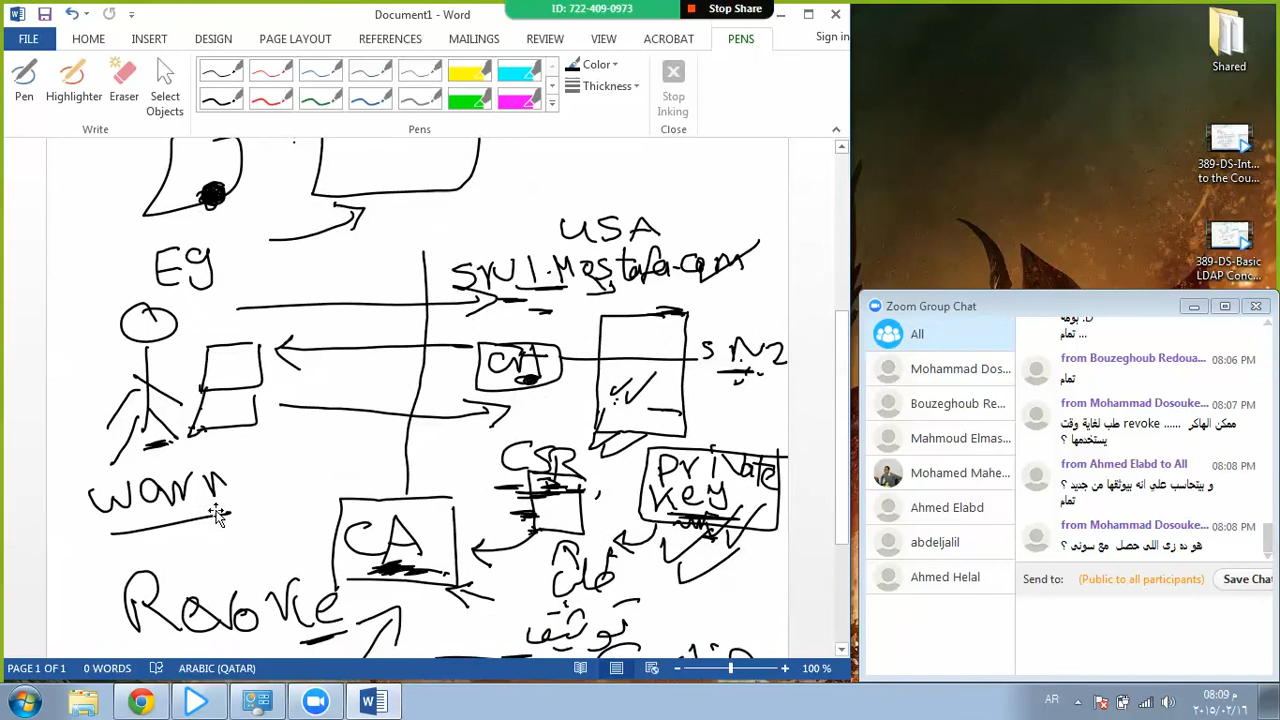 ID: 722-409-0973
Stop Share
Document1 - Word
FILE
HOME
INSERT
DESIGN
PAGE LAYOUT
REFERENCES
MAILINGS
REVIEW
VIEW
ACROBAT
PENS
Sign in
Pen
Highlighter
Eraser
Select Objects
Color
Thickness
Stop Inking
Write
Pens
Close
USA
Eg
srv1.Mostafa.com
Crt
SN2
CSR
Private Key
warn
CA
طلب
توثيق
Revoke
PAGE 1 OF 1
0 WORDS
ARABIC (QATAR)
100 %
Shared
389-DS-Int...
to the Cou...
389-DS-Basic
LDAP Conc...
Zoom Group Chat
All
Mohammad Dos...
Bouzeghoub Re...
Mahmoud Elmas...
Mohamed Mahe...
Ahmed Elabd
abdeljalil
Ahmed Helal
تمام
from Bouzeghoub Redoua... 08:06 PM
تمام
from Mohammad Dosouke... 08:07 PM
ممكن الهاكر ...... revoke طب لغاية وقت
يستخدمها ؟
from Ahmed Elabd to All 08:08 PM
و بيتحاسب علي انه بيوثقها من جديد ؟
تمام
from Mohammad Dosouke... 08:08 PM
هو ده زى اللى حصل مع سونى ؟
Send to: (Public to all participants) Save Chat
AR
08:09 م
٢٠١٥/٠٢/١٦